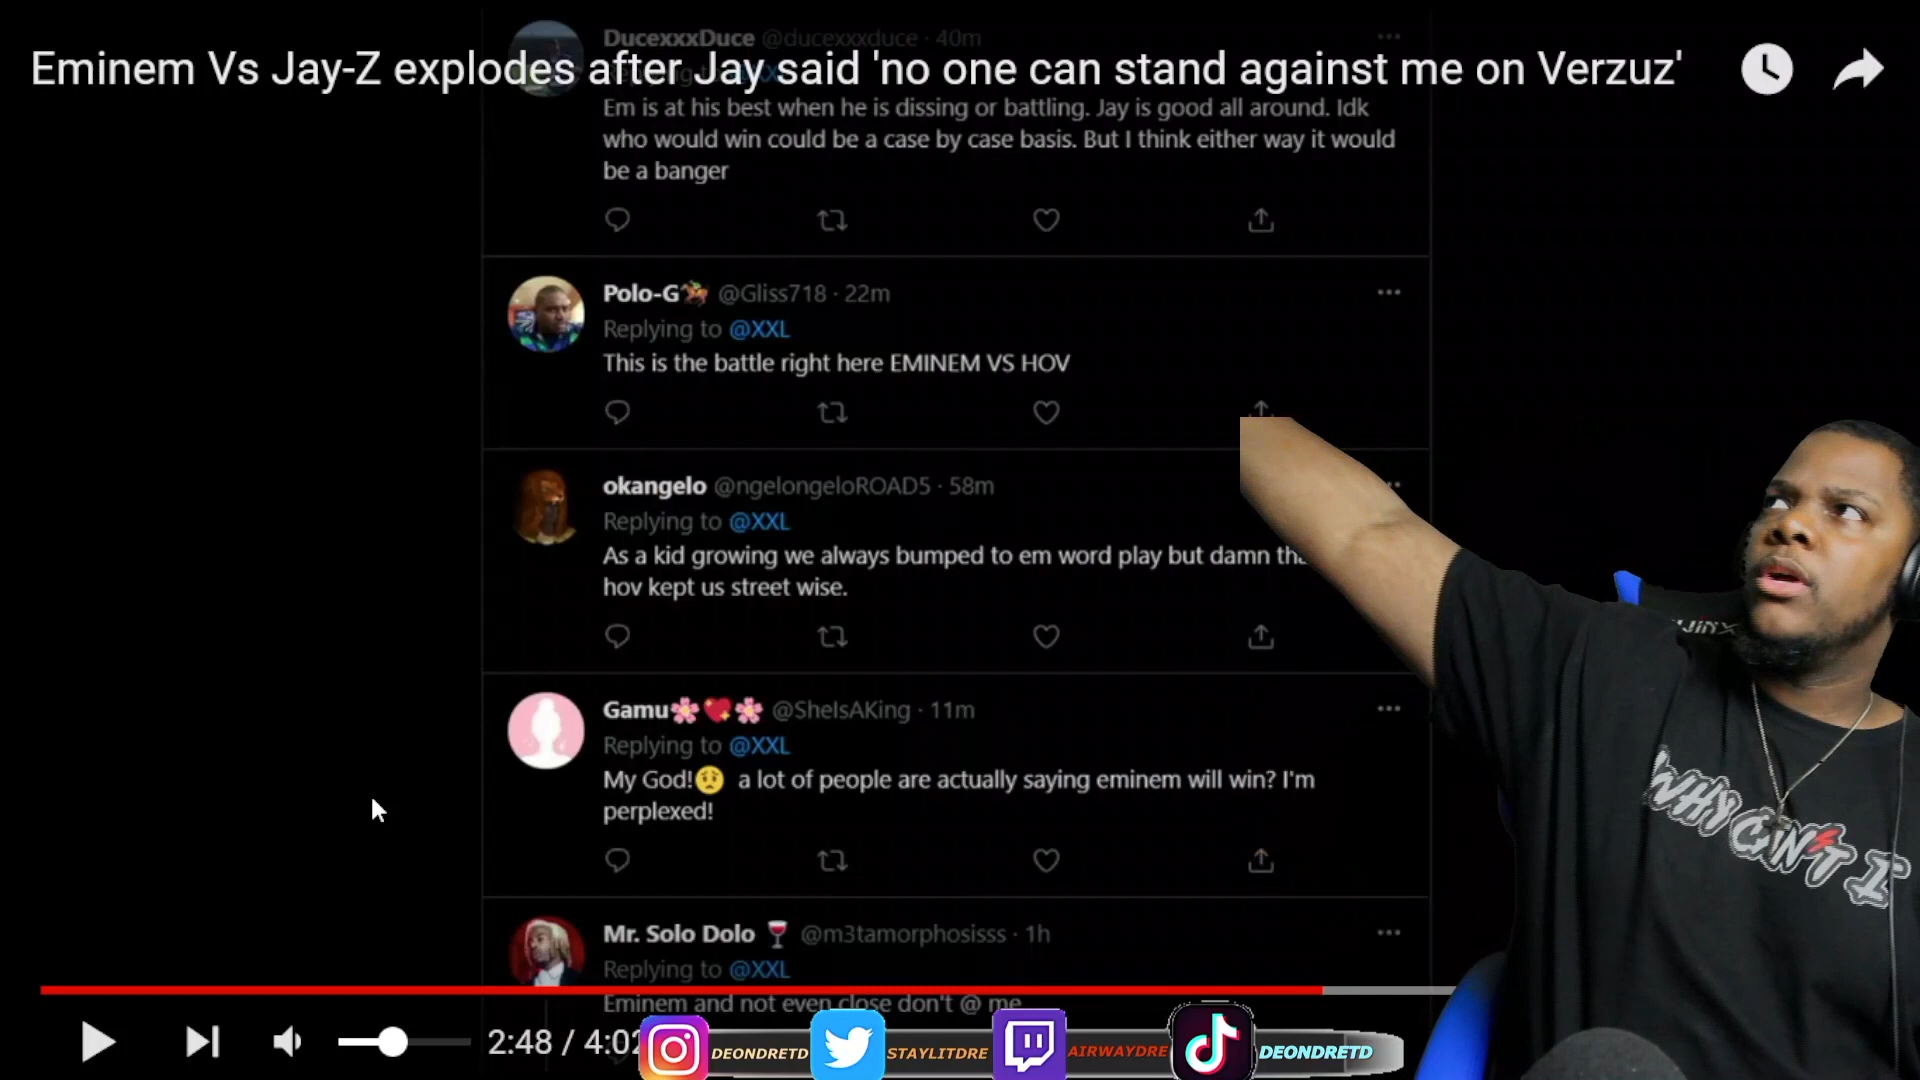 DucexxxDuce @ducexxxduce · 40m
Eminem Vs Jay-Z explodes after Jay said 'no one can stand against me on Verzuz'
Em is at his best when he is dissing or battling. Jay is good all around. Idk
who would win could be a case by case basis. But I think either way it would
be a banger
Polo-G🏇 @Gliss718 · 22m
Replying to @XXL
This is the battle right here EMINEM VS HOV
okangelo @ngelongeloROAD5 · 58m
Replying to @XXL
As a kid growing we always bumped to em word play but damn
hov kept us street wise.
Gamu🌸💖🌸 @SheIsAKing · 11m
Replying to @XXL
My God!😟 a lot of people are actually saying eminem will win? I'm
perplexed!
Mr. Solo Dolo 🍷 @m3tamorphosisss · 1h
Replying to @XXL
Eminem and not even close don't @ me
WHY CAN'T I
2:48 / 4:02
DEONDRETD STAYLITDRE AIRWAYDRE DEONDRETD